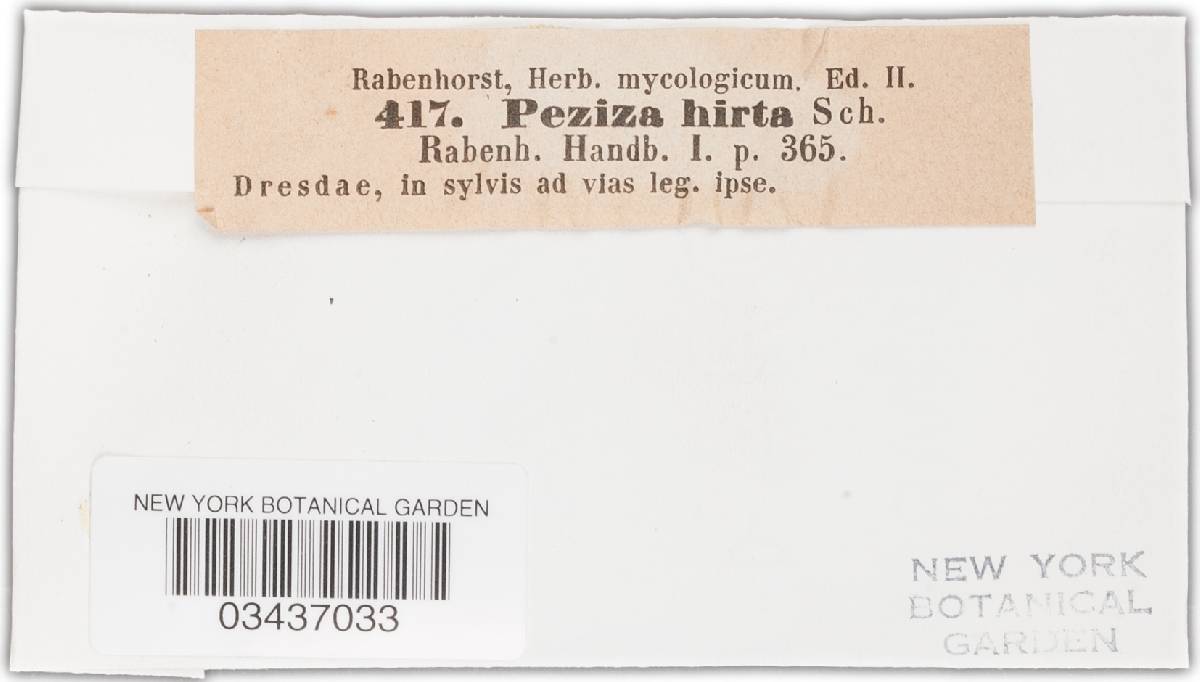 Rabenhorst, Herb. mycologicum. Ed. II.
417. Peziza hirta Sch.
Rabenh. Handb. I. p. 365.
Dresdae, in sylvis ad vias leg. ipse.
NEW YORK BOTANICAL GARDEN
03437033
NEW YORK
BOTANICAL
GARDEN